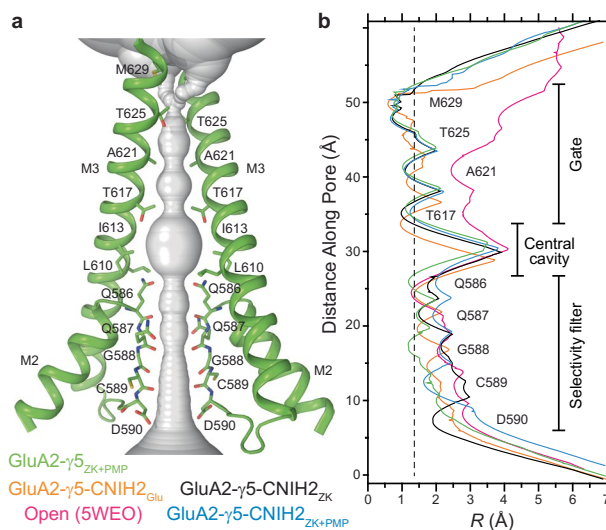 a
M629
T625
T625
A621
A621
M3
M3
T617
T617
I613
I613
L610
L610
Q586
Q586
Q587
Q587
G588
G588
M2
M2
C589
C589
D590
D590
GluA2-γ5ZK+PMP
GluA2-γ5-CNIH2Glu
GluA2-γ5-CNIH2ZK
Open (5WEO)
GluA2-γ5-CNIH2ZK+PMP
b
Distance Along Pore (Å)
50
40
30
20
10
0
M629
T625
A621
T617
Q586
Q587
G588
C589
D590
Gate
Central
cavity
Selectivity filter
0 1 2 3 4 5 6 7
R (Å)